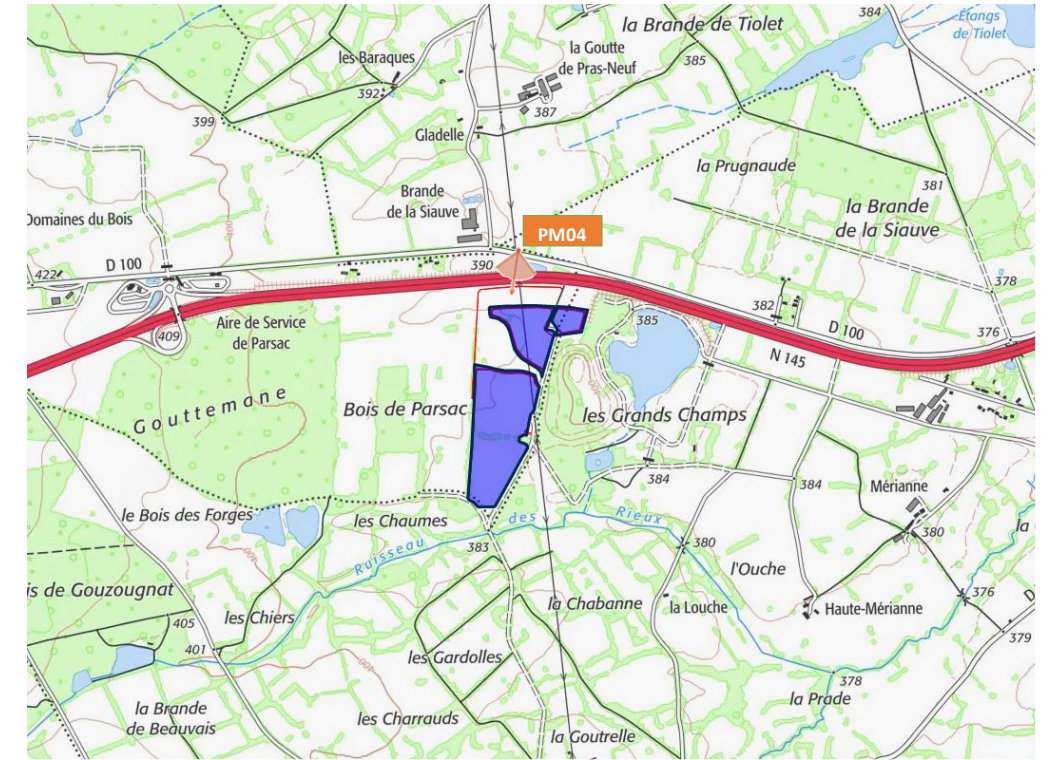 la Brande de Tiolet
384
Étangs
de Tiolet
les Baraques
la Goutte
de Pras-Neuf
385
392
387
399
Gladelle
la Prugnaude
381
Brande
de la Siauve
la Brande
de la Siauve
Domaines du Bois
PM04
D 100
390
422
378
382
385
376
409
Aire de Service
de Parsac
D 100
N 145
Gouttemane
Bois de Parsac
les Grands Champs
400
384
384
Mérianne
le Bois des Forges
les Chaumes
Ruisseau des Rieux
383
380
380
400
l'Ouche
is de Gouzougnat
376
les Chiers
la Chabanne
la Louche
Haute-Mérianne
405
379
401
les Gardolles
400
378
la Prade
la Brande
de Beauvais
les Charrauds
la Goutrelle